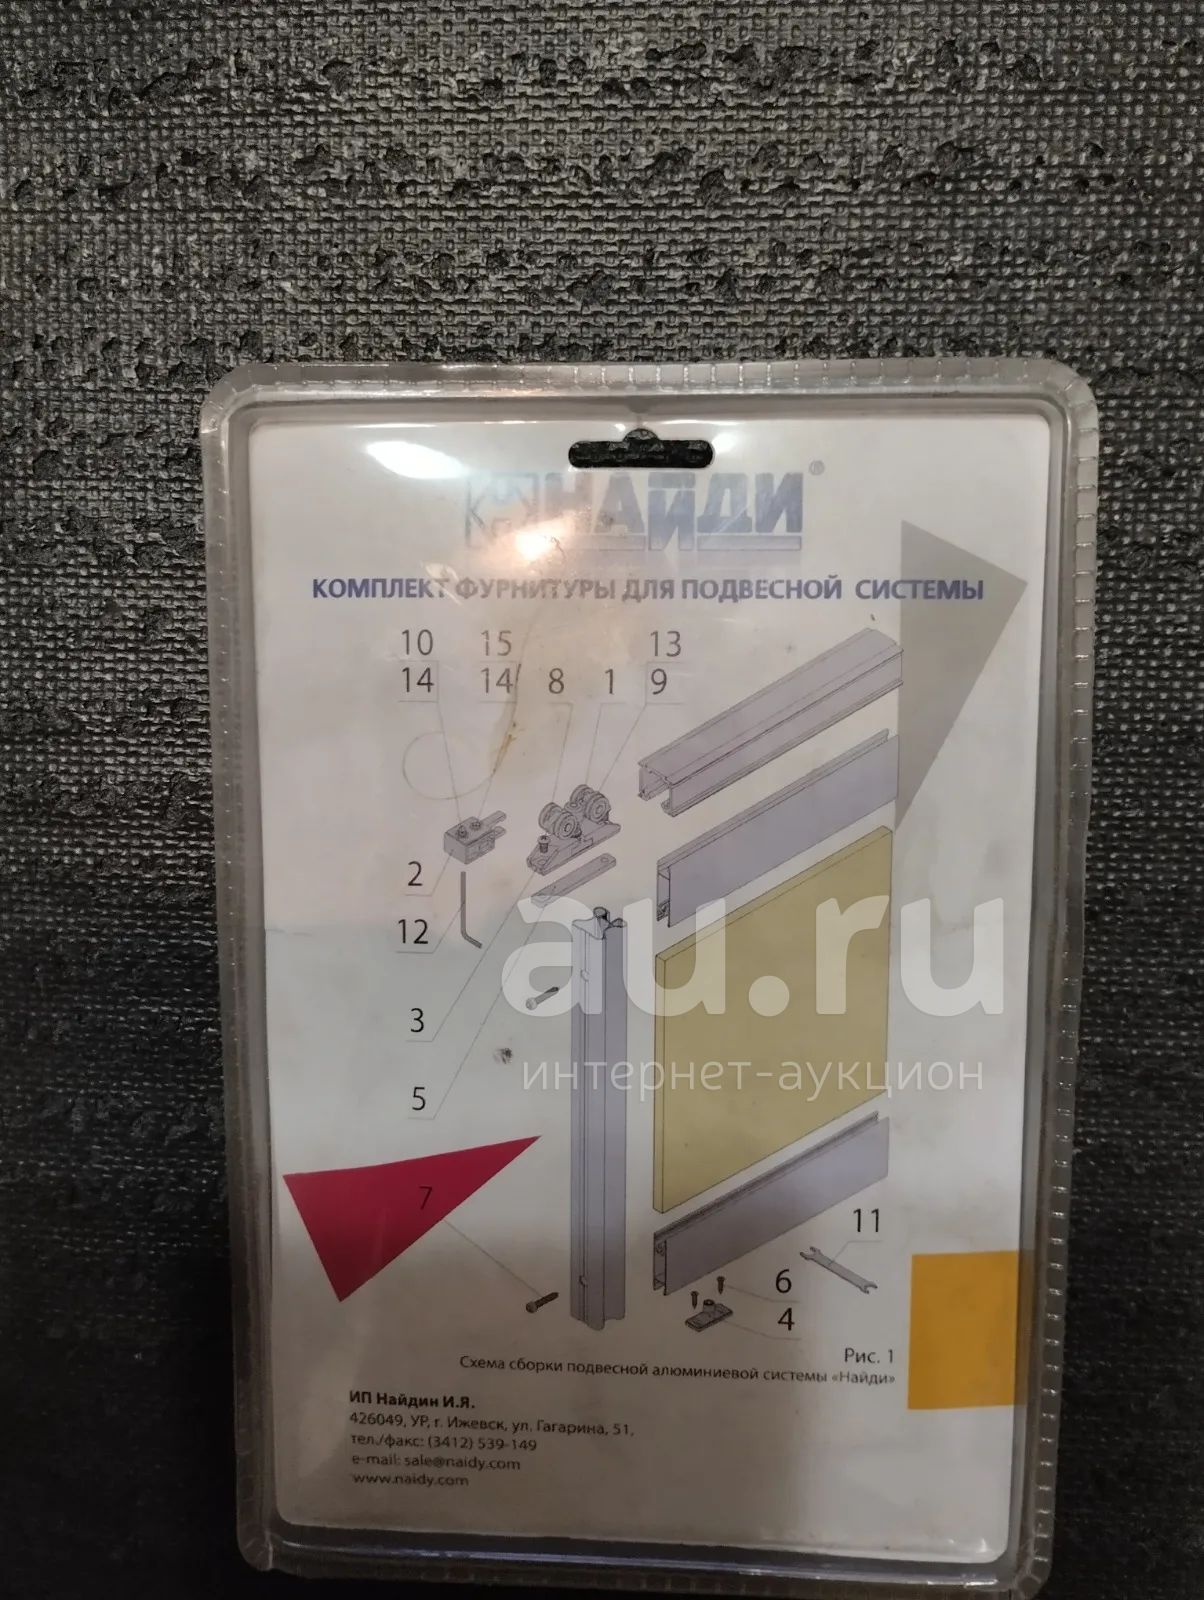 НАЙДИ®
КОМПЛЕКТ ФУРНИТУРЫ ДЛЯ ПОДВЕСНОЙ СИСТЕМЫ
10 15 13
14 14 8 1 9
2
12
3
5
7
11
6
4
au.ru
интернет-аукцион
Рис. 1
Схема сборки подвесной алюминиевой системы «Найди»
ИП Найдин И.Я.
426049, УР, г. Ижевск, ул. Гагарина, 51,
тел./факс: (3412) 539-149
e-mail: sale@naidy.com
www.naidy.com